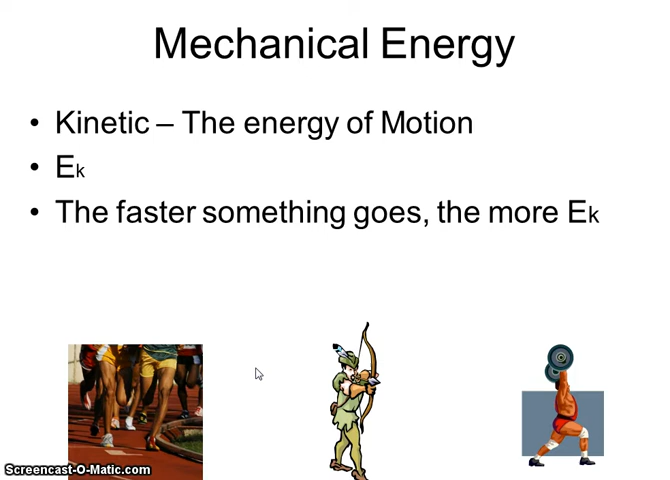 Mechanical Energy
• Kinetic – The energy of Motion
• Ek
• The faster something goes, the more Ek
Screencast-O-Matic.com